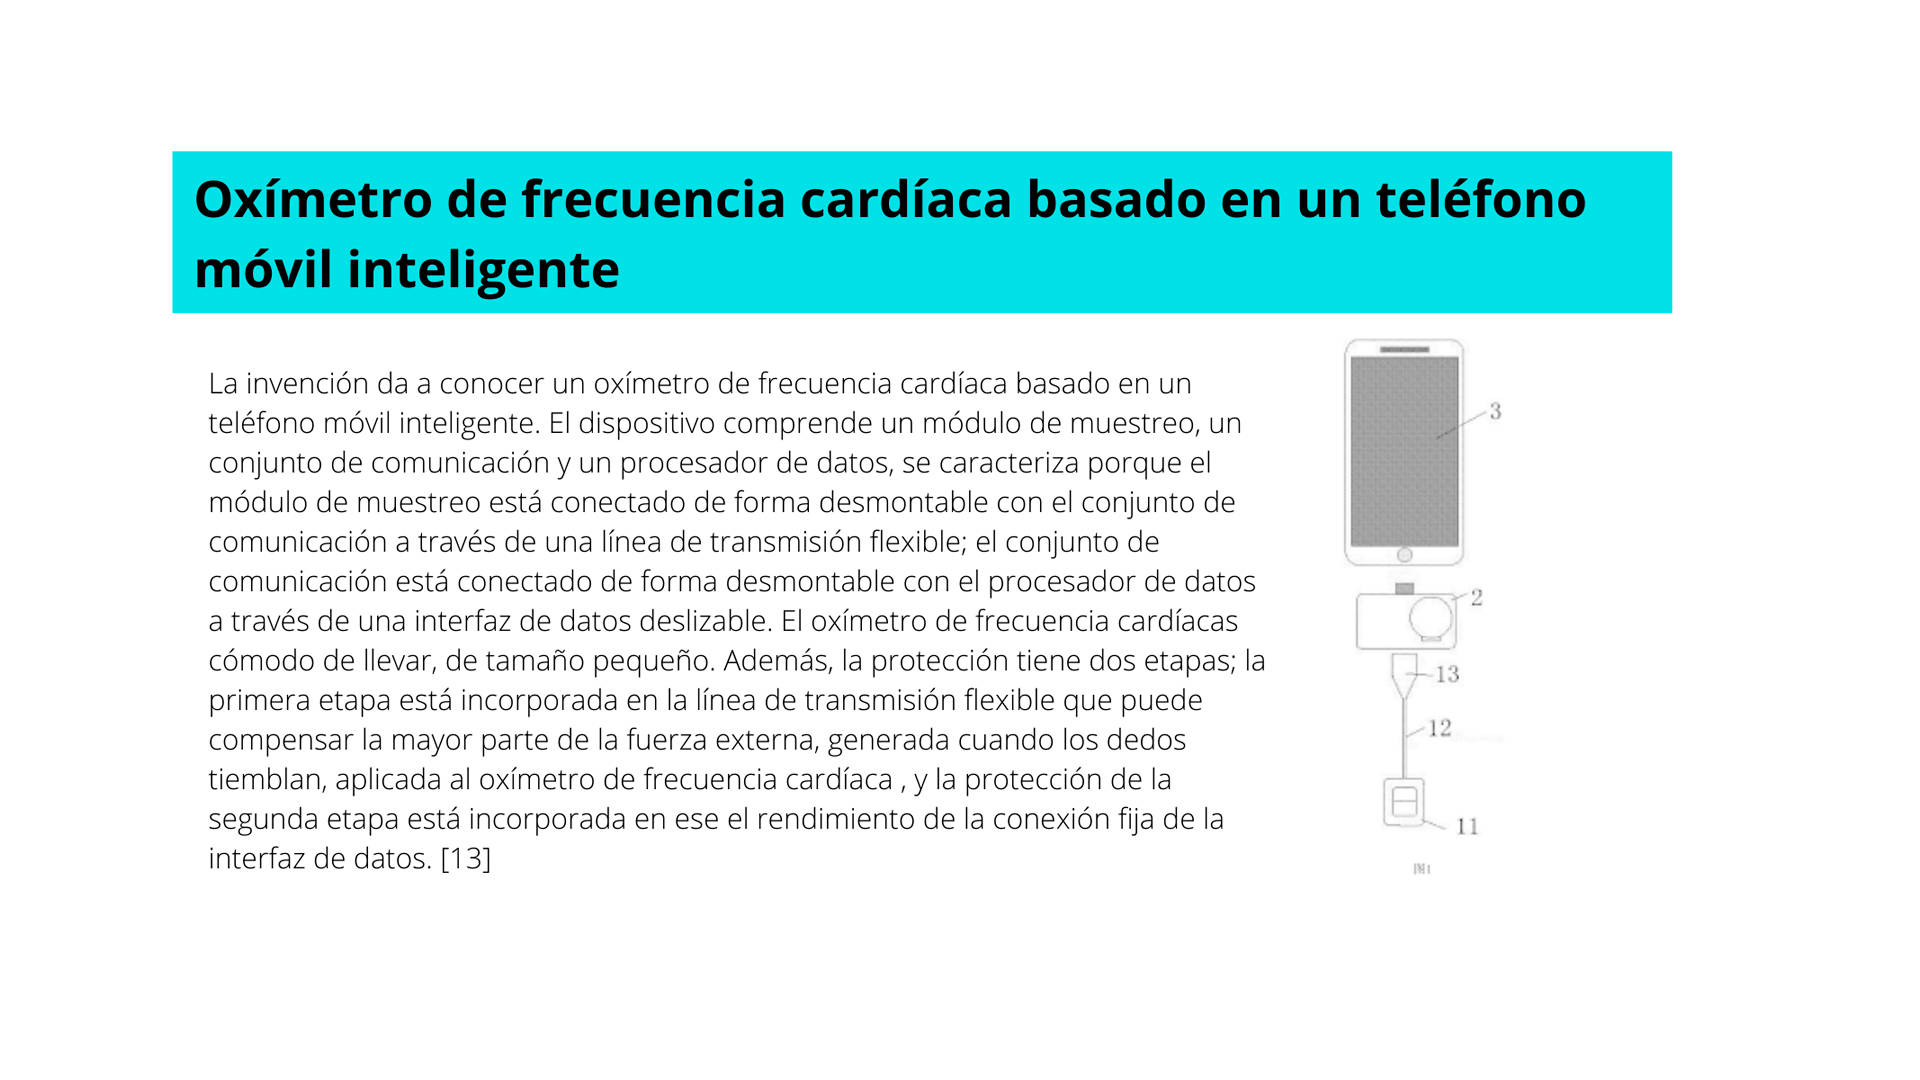 Oxímetro de frecuencia cardíaca basado en un teléfono
móvil inteligente
La invención da a conocer un oxímetro de frecuencia cardíaca basado en un
teléfono móvil inteligente. El dispositivo comprende un módulo de muestreo, un
conjunto de comunicación y un procesador de datos, se caracteriza porque el
módulo de muestreo está conectado de forma desmontable con el conjunto de
comunicación a través de una línea de transmisión flexible; el conjunto de
comunicación está conectado de forma desmontable con el procesador de datos
a través de una interfaz de datos deslizable. El oxímetro de frecuencia cardíacas
cómodo de llevar, de tamaño pequeño. Además, la protección tiene dos etapas; la
primera etapa está incorporada en la línea de transmisión flexible que puede
compensar la mayor parte de la fuerza externa, generada cuando los dedos
tiemblan, aplicada al oxímetro de frecuencia cardíaca , y la protección de la
segunda etapa está incorporada en ese el rendimiento de la conexión fija de la
interfaz de datos. [13]
3
2
13
12
11
图1